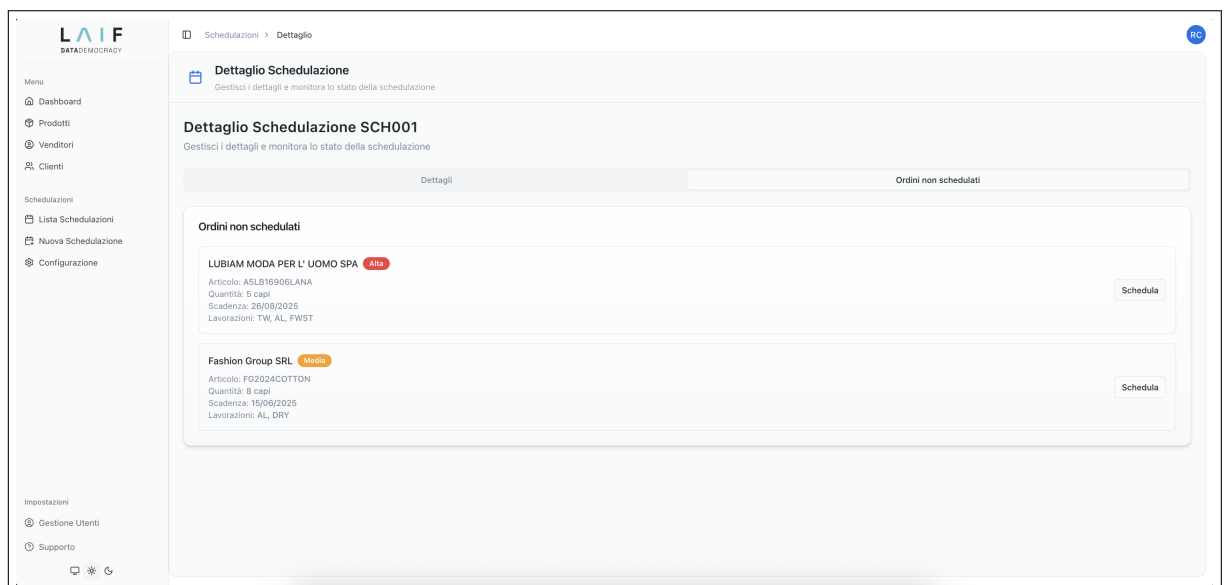 LAIF
DATADEMOCRACY
Menu
Dashboard
Prodotti
Venditori
Clienti
Schedulazioni
Lista Schedulazioni
Nuova Schedulazione
Configurazione
Impostazioni
Gestione Utenti
Supporto
Schedulazioni > Dettaglio
RC
Dettaglio Schedulazione
Gestisci i dettagli e monitora lo stato della schedulazione
Dettaglio Schedulazione SCH001
Gestisci i dettagli e monitora lo stato della schedulazione
Dettagli
Ordini non schedulati
Ordini non schedulati
LUBIAM MODA PER L' UOMO SPA Alta
Articolo: A5LB16906LANA
Quantità: 5 capi
Scadenza: 26/08/2025
Lavorazioni: TW, AL, FWST
Schedula
Fashion Group SRL Media
Articolo: FG2024COTTON
Quantità: 8 capi
Scadenza: 15/06/2025
Lavorazioni: AL, DRY
Schedula